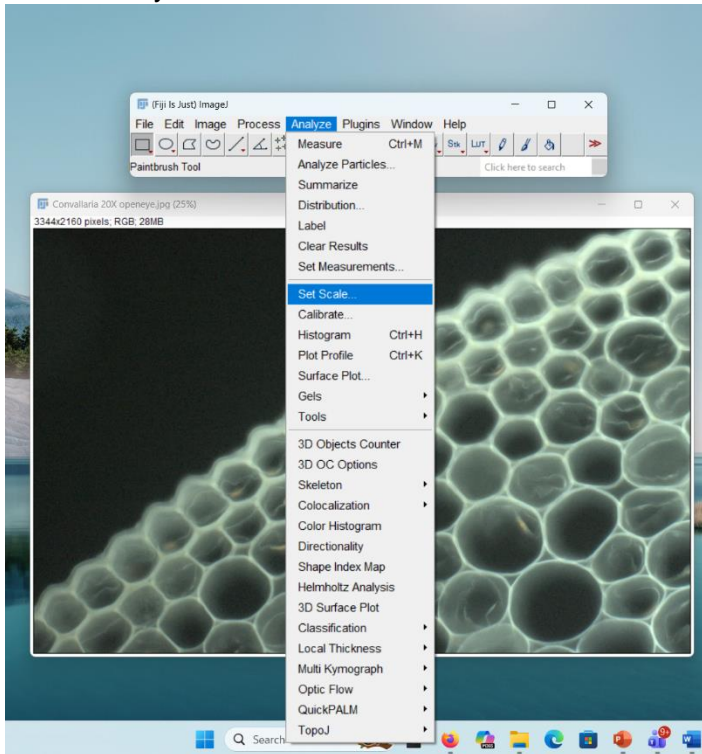 (Fiji Is Just) ImageJ
File Edit Image Process Analyze Plugins Window Help
Stk LUT
Paintbrush Tool
Click here to search
Convallaria 20X openeye.jpg (25%)
3344x2160 pixels; RGB; 28MB
Measure Ctrl+M
Analyze Particles...
Summarize
Distribution...
Label
Clear Results
Set Measurements...
Set Scale...
Calibrate...
Histogram Ctrl+H
Plot Profile Ctrl+K
Surface Plot...
Gels
Tools
3D Objects Counter
3D OC Options
Skeleton
Colocalization
Color Histogram
Directionality
Shape Index Map
Helmholtz Analysis
3D Surface Plot
Classification
Local Thickness
Multi Kymograph
Optic Flow
QuickPALM
TopoJ
Search
9+